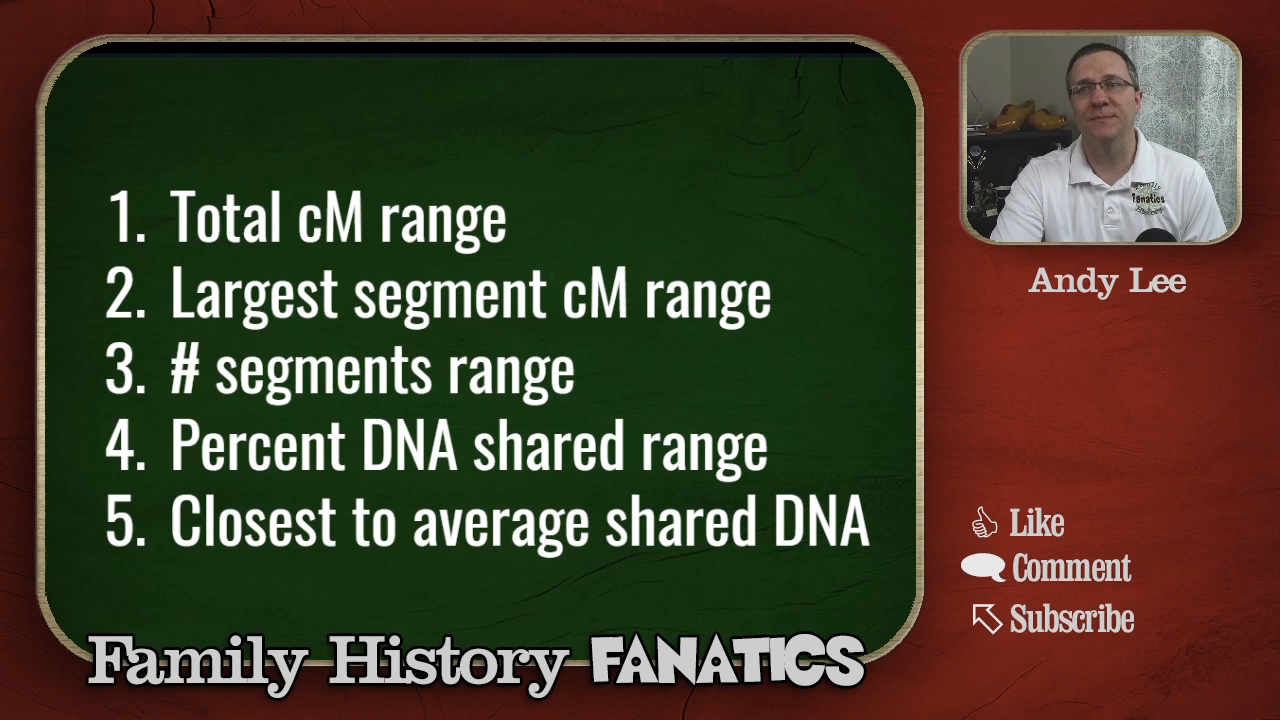 1. Total cM range
2. Largest segment cM range
3. # segments range
4. Percent DNA shared range
5. Closest to average shared DNA
Family History FANATICS
Fanatics
Andy Lee
Like
Comment
Subscribe